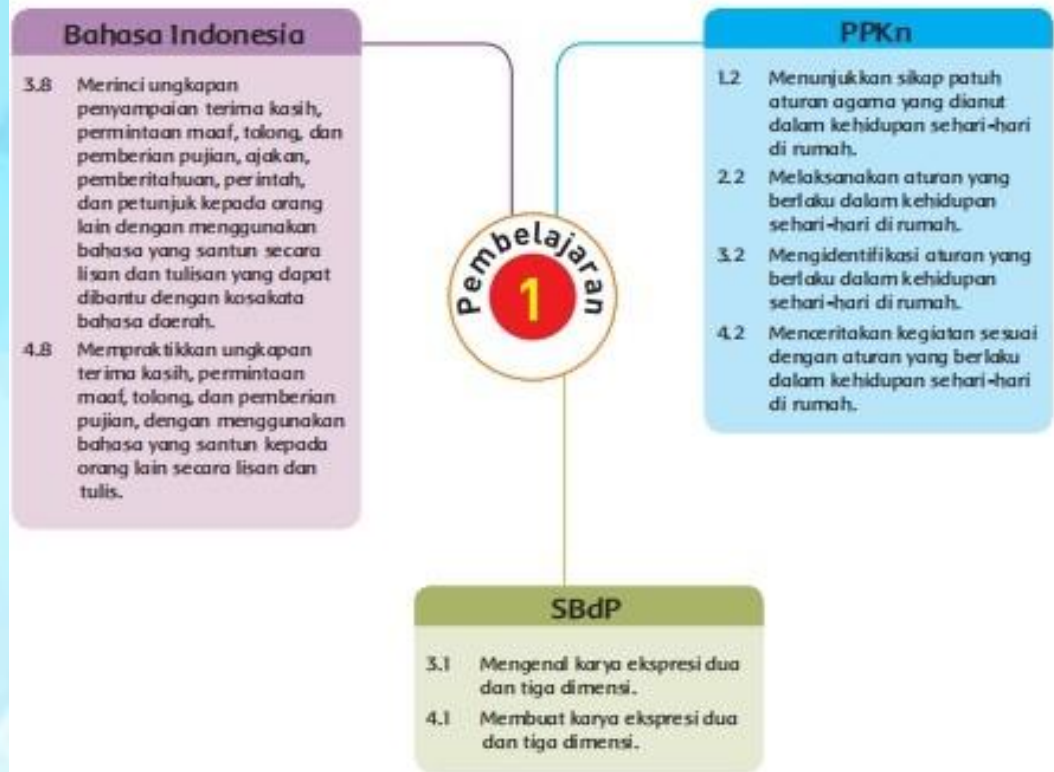 Bahasa Indonesia
3.8 Merinci ungkapan
penyampaian terima kasih,
permintaan maaf, tolong, dan
pemberian pujian, ajakan,
pemberitahuan, perintah,
dan petunjuk kepada orang
lain dengan menggunakan
bahasa yang santun secara
lisan dan tulisan yang dapat
dibantu dengan kosakata
bahasa daerah.
4.8 Mempraktikkan ungkapan
terima kasih, permintaan
maaf, tolong, dan pemberian
pujian, dengan menggunakan
bahasa yang santun kepada
orang lain secara lisan dan
tulis.
PPKn
1.2 Menunjukkan sikap patuh
aturan agama yang dianut
dalam kehidupan sehari-hari
di rumah.
2.2 Melaksanakan aturan yang
berlaku dalam kehidupan
sehari-hari di rumah.
3.2 Mengidentifikasi aturan yang
berlaku dalam kehidupan
sehari-hari di rumah.
4.2 Menceritakan kegiatan sesuai
dengan aturan yang berlaku
dalam kehidupan sehari-hari
di rumah.
Pembelajaran
1
SBdP
3.1 Mengenal karya ekspresi dua
dan tiga dimensi.
4.1 Membuat karya ekspresi dua
dan tiga dimensi.